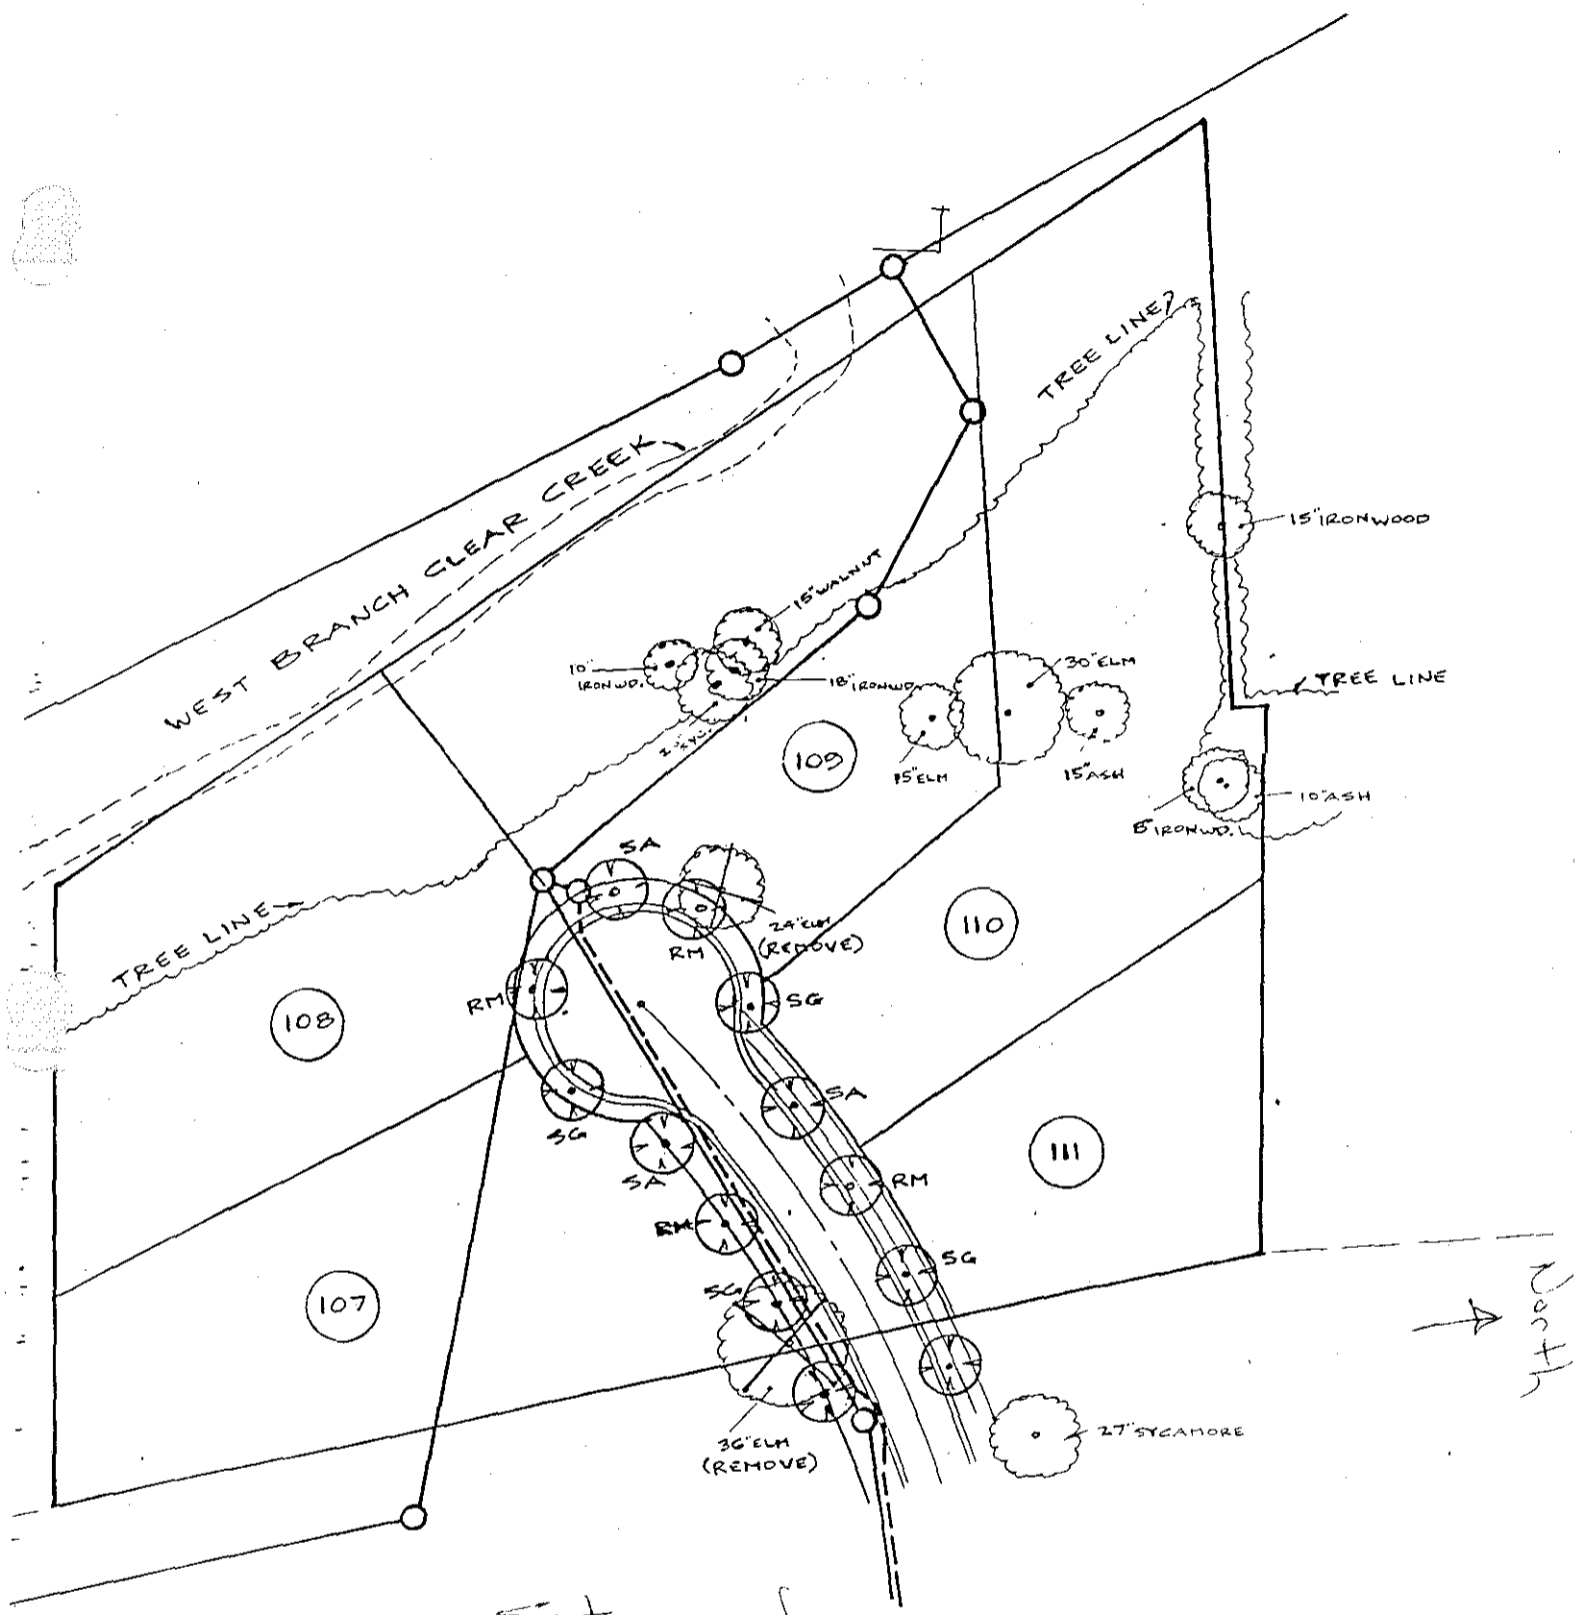 TREE LINE
WEST BRANCH CLEAR CREEK
15" IRONWOOD
15" WALNUT
10"
IRONWD.
18" IRONWD.
30" ELM
TREE LINE
109
15" ELM
15" ASH
10" ASH
8" IRONWD.
SA
24" ELM
(REMOVE)
RM
110
TREE LINE
108
RM
SG
SA
SG
111
SA
RM
RM
SG
SG
107
North
36" ELM
(REMOVE)
27" SYCAMORE